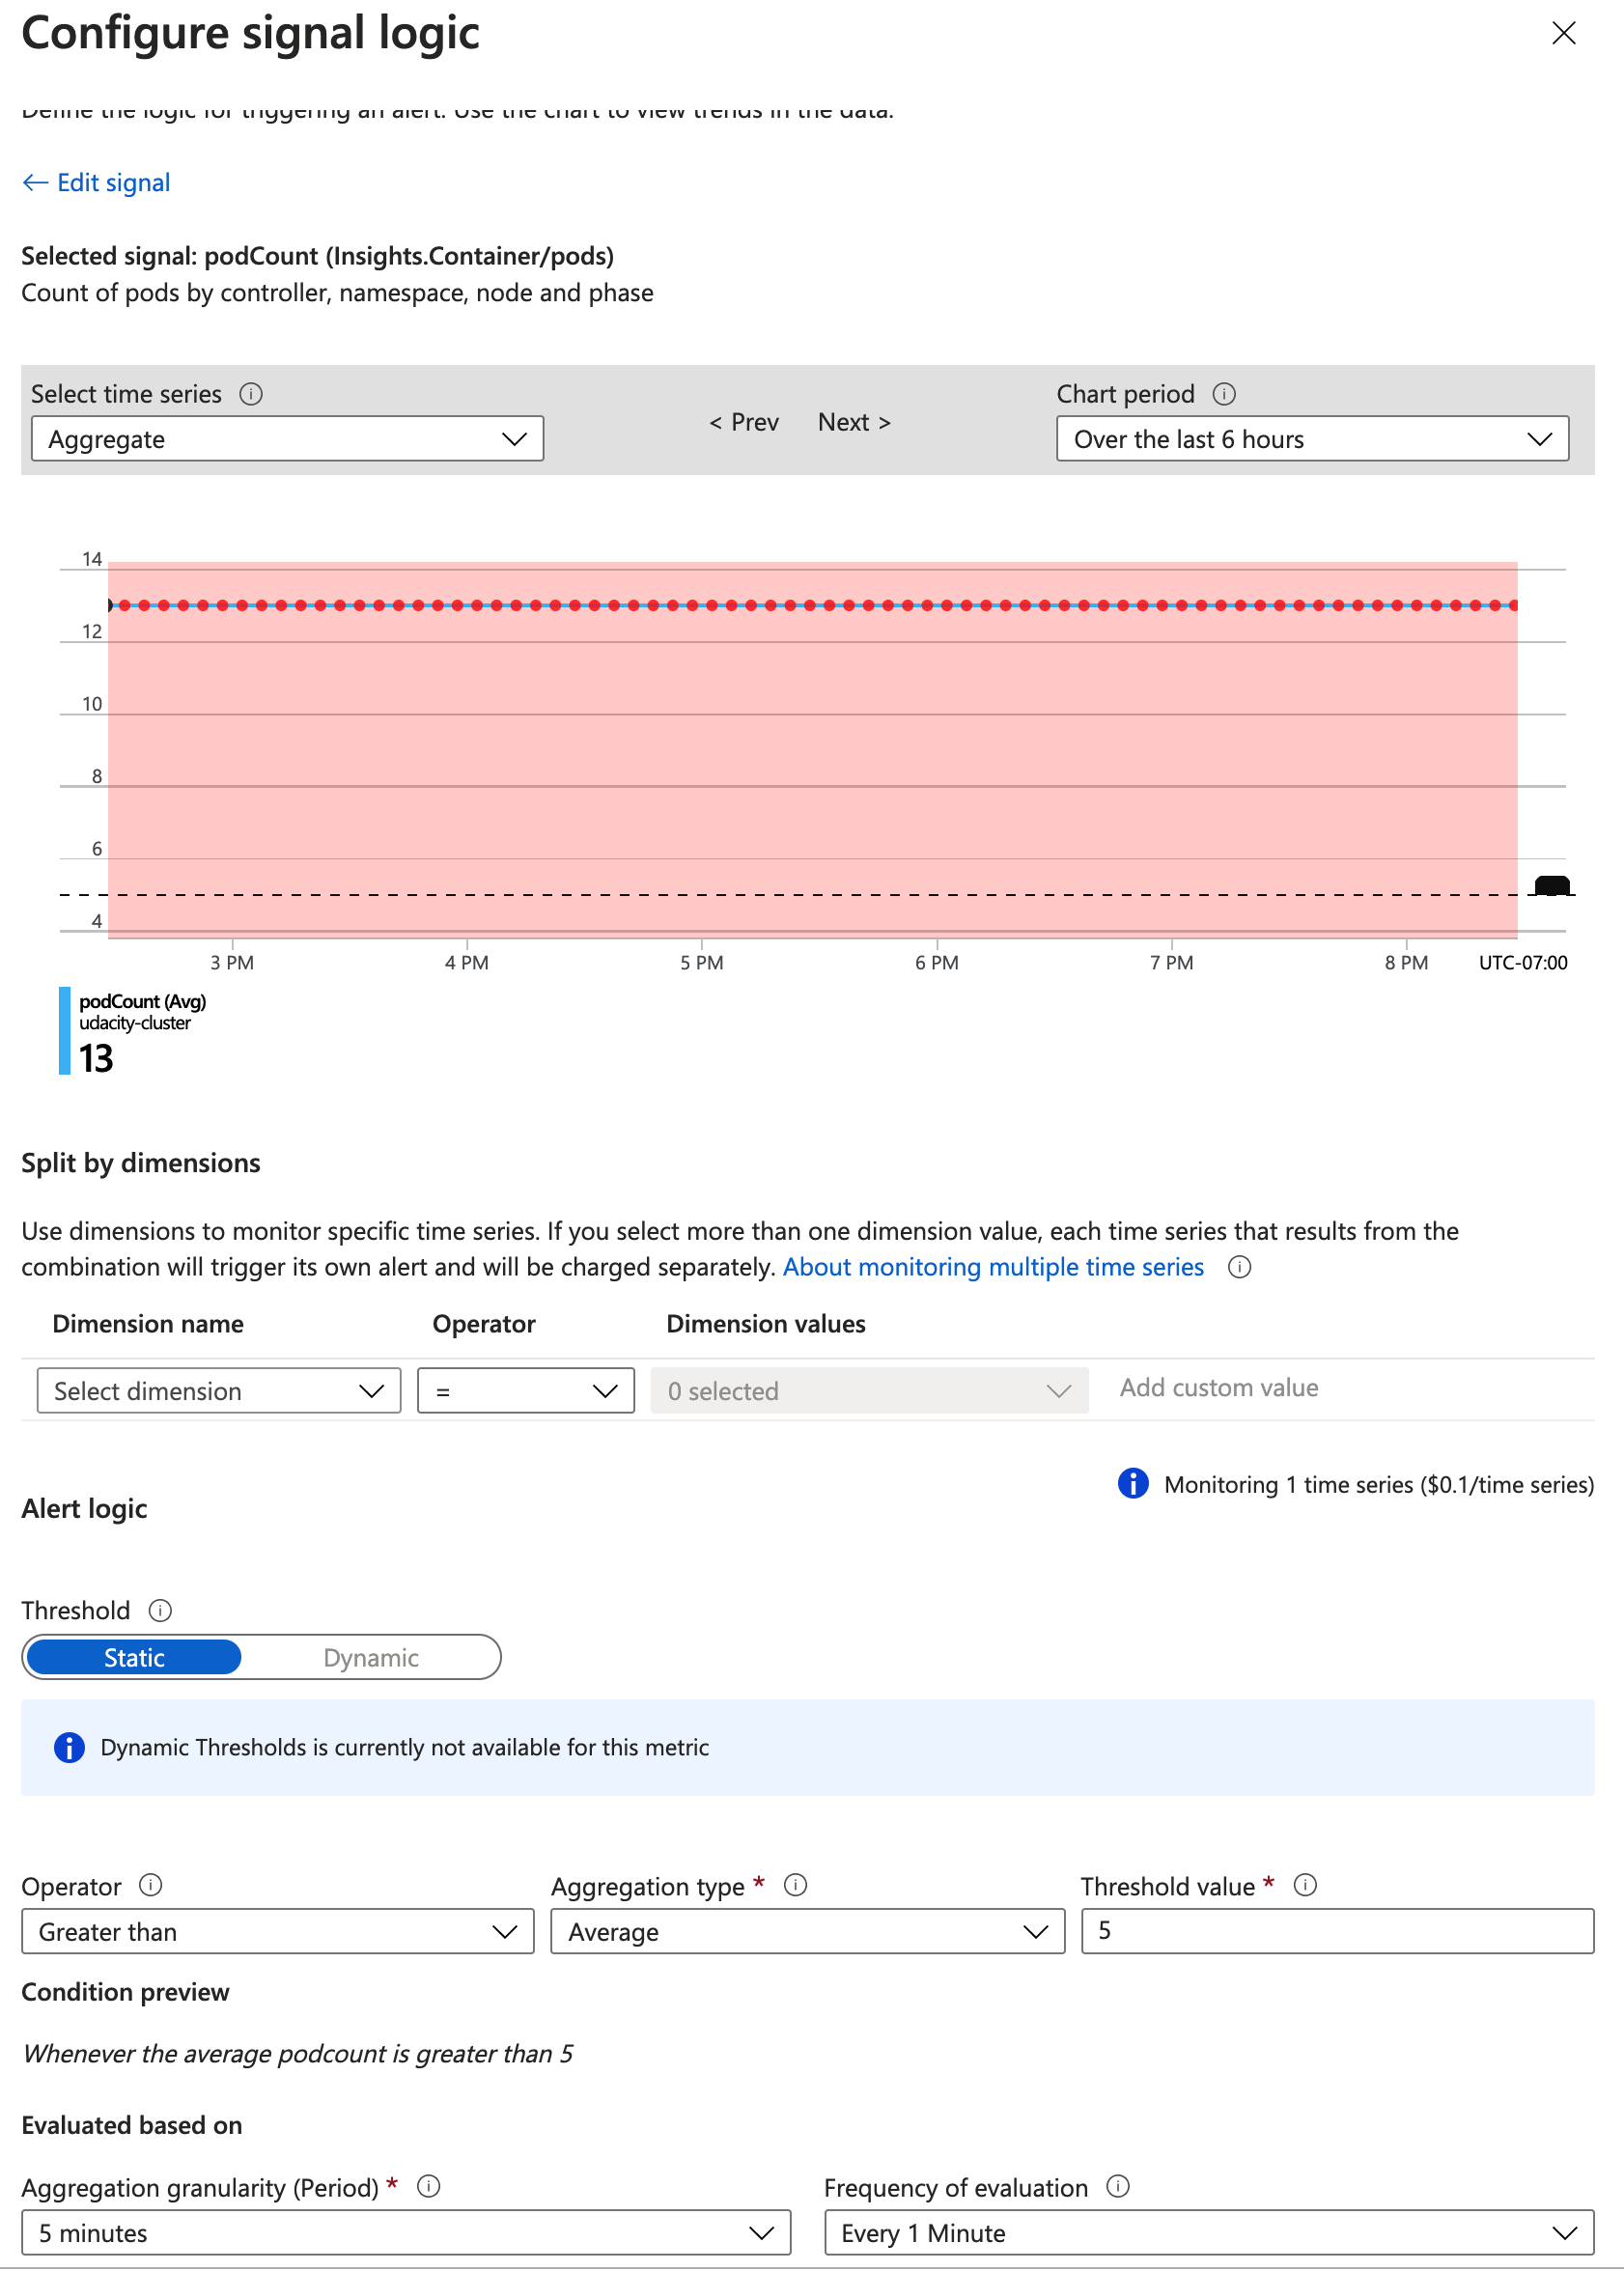 Configure signal logic
Define the logic for triggering an alert. Use the chart to view trends in the data.
← Edit signal
Selected signal: podCount (Insights.Container/pods)
Count of pods by controller, namespace, node and phase
Select time series
Chart period
Aggregate
< Prev Next >
Over the last 6 hours
14
12
10
8
6
4
3 PM 4 PM 5 PM 6 PM 7 PM 8 PM UTC-07:00
podCount (Avg)
udacity-cluster
13
Split by dimensions
Use dimensions to monitor specific time series. If you select more than one dimension value, each time series that results from the
combination will trigger its own alert and will be charged separately. About monitoring multiple time series
Dimension name Operator Dimension values
Select dimension = 0 selected Add custom value
Monitoring 1 time series ($0.1/time series)
Alert logic
Threshold
Static Dynamic
Dynamic Thresholds is currently not available for this metric
Operator Aggregation type * Threshold value *
Greater than Average 5
Condition preview
Whenever the average podcount is greater than 5
Evaluated based on
Aggregation granularity (Period) * Frequency of evaluation
5 minutes Every 1 Minute